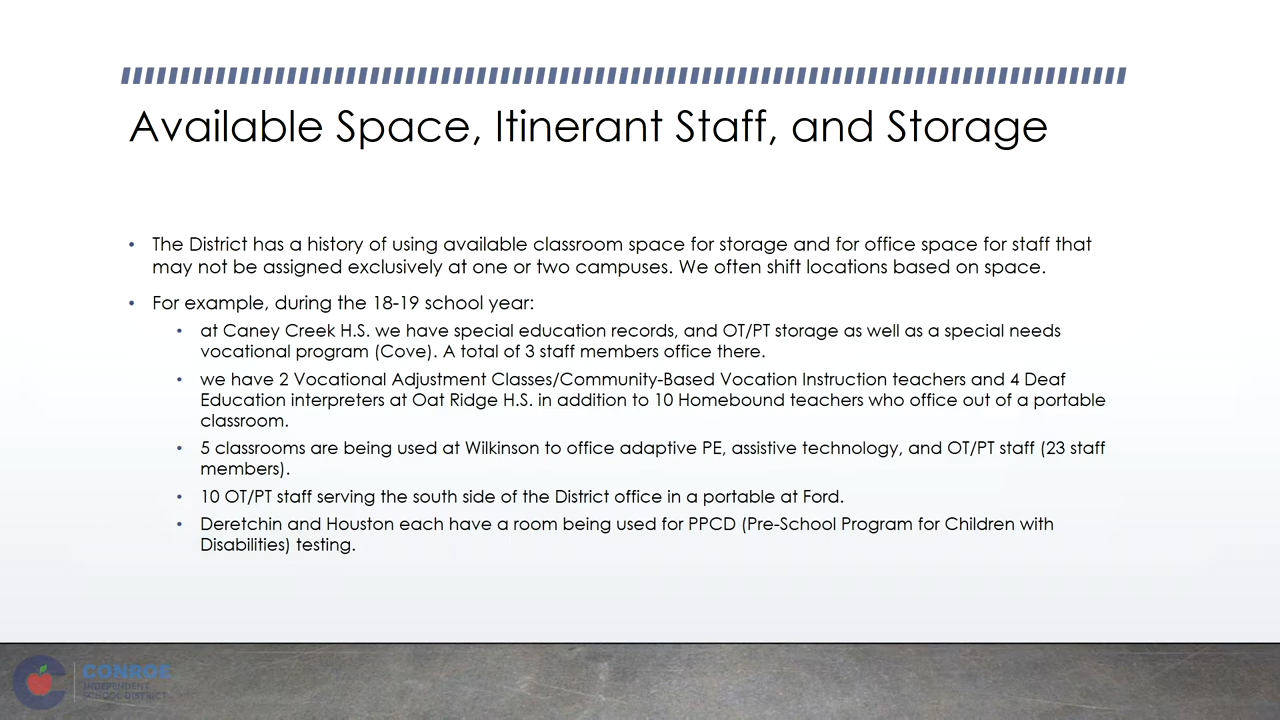 Available Space, Itinerant Staff, and Storage
• The District has a history of using available classroom space for storage and for office space for staff that
may not be assigned exclusively at one or two campuses. We often shift locations based on space.
• For example, during the 18-19 school year:
• at Caney Creek H.S. we have special education records, and OT/PT storage as well as a special needs
vocational program (Cove). A total of 3 staff members office there.
• we have 2 Vocational Adjustment Classes/Community-Based Vocation Instruction teachers and 4 Deaf
Education interpreters at Oat Ridge H.S. in addition to 10 Homebound teachers who office out of a portable
classroom.
• 5 classrooms are being used at Wilkinson to office adaptive PE, assistive technology, and OT/PT staff (23 staff
members).
• 10 OT/PT staff serving the south side of the District office in a portable at Ford.
• Deretchin and Houston each have a room being used for PPCD (Pre-School Program for Children with
Disabilities) testing.
CONROE
INDEPENDENT
SCHOOL DISTRICT